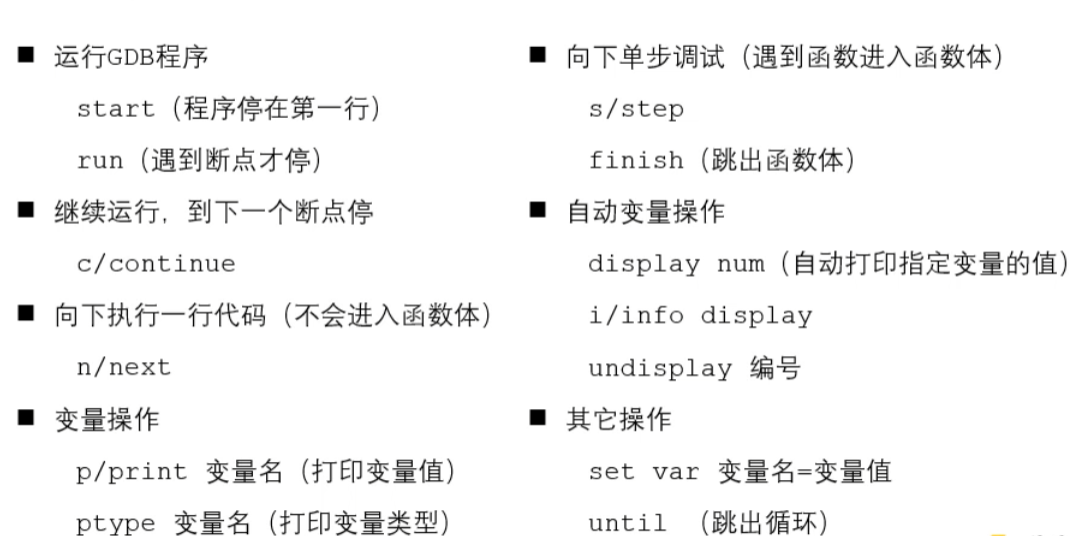 ■ 运行GDB程序
start（程序停在第一行）
run（遇到断点才停）
■ 继续运行，到下一个断点停
c/continue
■ 向下执行一行代码（不会进入函数体）
n/next
■ 变量操作
p/print 变量名（打印变量值）
ptype 变量名（打印变量类型）
■ 向下单步调试（遇到函数进入函数体）
s/step
finish（跳出函数体）
■ 自动变量操作
display num（自动打印指定变量的值）
i/info display
undisplay 编号
■ 其它操作
set var 变量名=变量值
until （跳出循环）